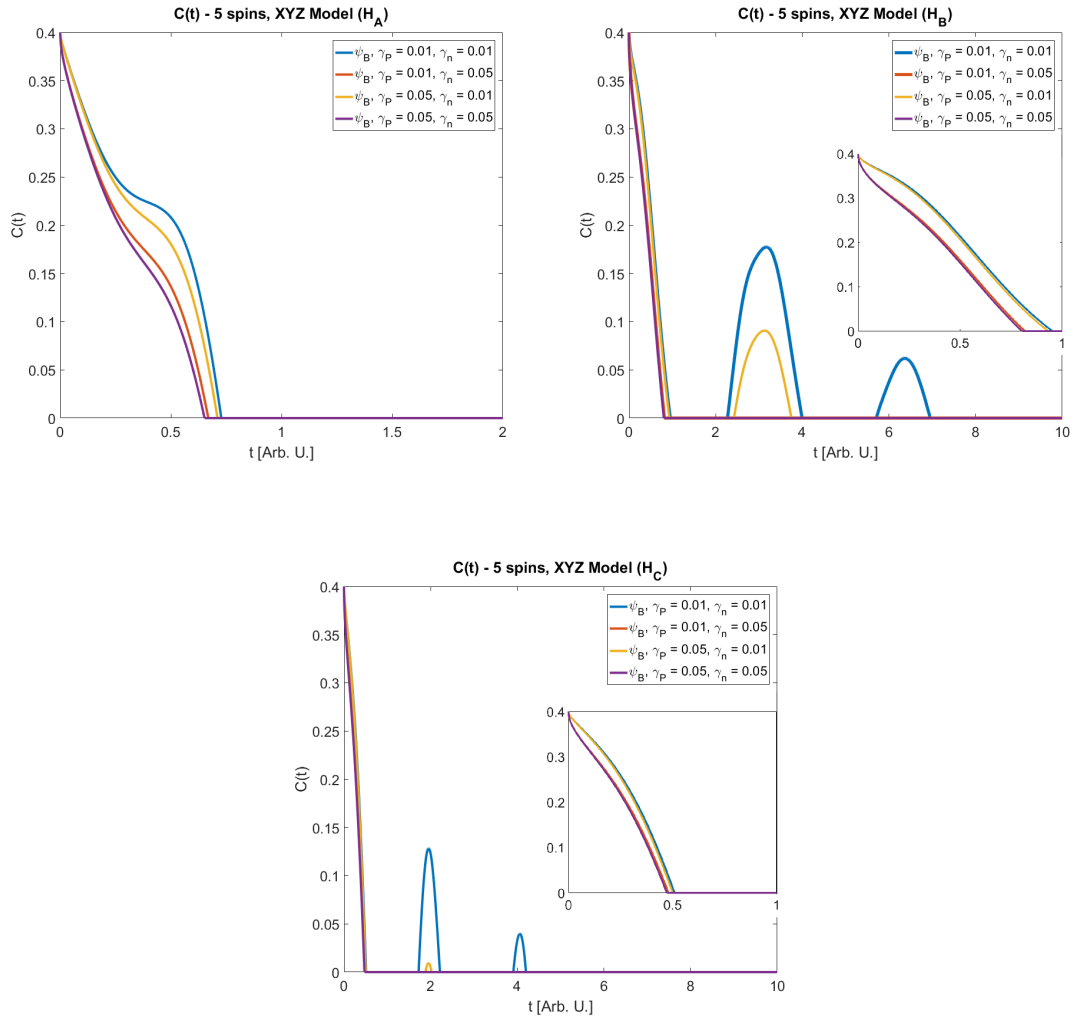 C(t) - 5 spins, XYZ Model (H_A)
0.4
0.35
0.3
0.25
0.2
0.15
0.1
0.05
0
C(t)
ψ_B, γ_P = 0.01, γ_n = 0.01
ψ_B, γ_P = 0.01, γ_n = 0.05
ψ_B, γ_P = 0.05, γ_n = 0.01
ψ_B, γ_P = 0.05, γ_n = 0.05
0 0.5 1 1.5 2
t [Arb. U.]
C(t) - 5 spins, XYZ Model (H_B)
0.4
0.35
0.3
0.25
0.2
0.15
0.1
0.05
0
C(t)
ψ_B, γ_P = 0.01, γ_n = 0.01
ψ_B, γ_P = 0.01, γ_n = 0.05
ψ_B, γ_P = 0.05, γ_n = 0.01
ψ_B, γ_P = 0.05, γ_n = 0.05
0.4
0.3
0.2
0.1
0
0 0.5 1
0 2 4 6 8 10
t [Arb. U.]
C(t) - 5 spins, XYZ Model (H_C)
0.4
0.35
0.3
0.25
0.2
0.15
0.1
0.05
0
C(t)
ψ_B, γ_P = 0.01, γ_n = 0.01
ψ_B, γ_P = 0.01, γ_n = 0.05
ψ_B, γ_P = 0.05, γ_n = 0.01
ψ_B, γ_P = 0.05, γ_n = 0.05
0.4
0.3
0.2
0.1
0
0 0.5 1
0 2 4 6 8 10
t [Arb. U.]